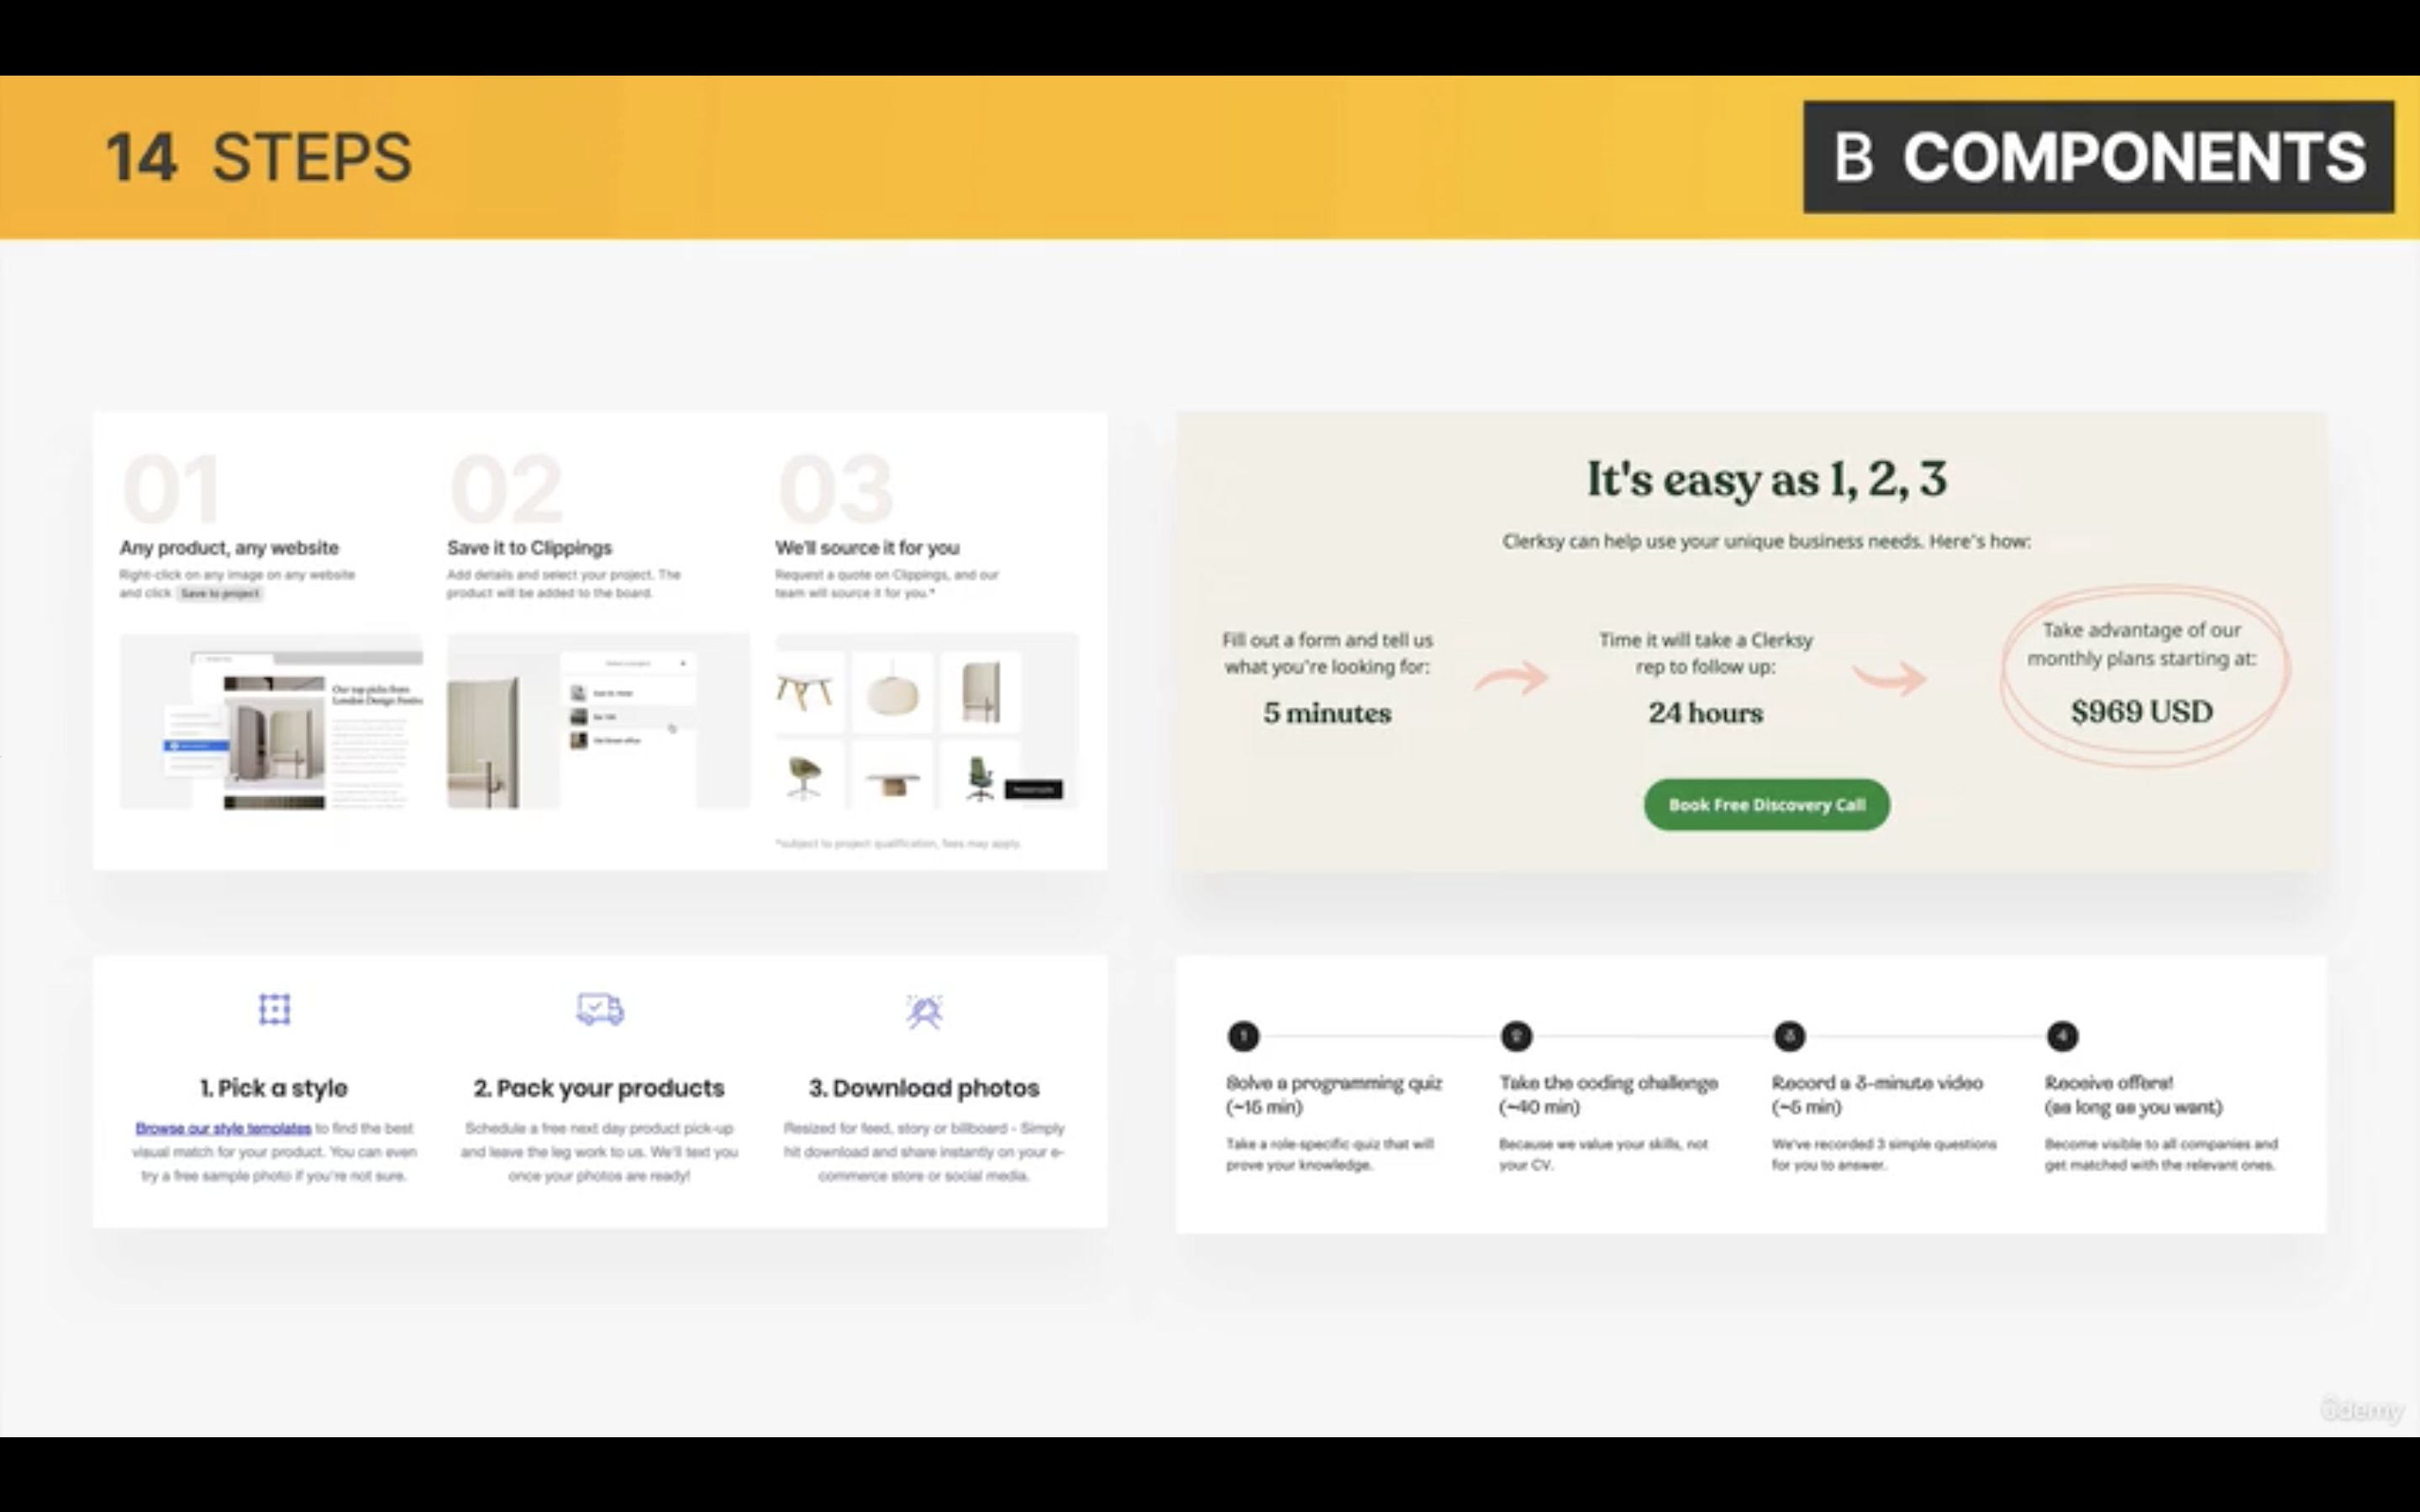 14 STEPS
B COMPONENTS
01
Any product, any website
Right-click on any image on any website
and click Save to project
02
Save it to Clippings
Add details and select your project. The
product will be added to the board.
03
We'll source it for you
Request a quote on Clippings, and our
team will source it for you.*
Our top picks from
London Design Festiv
*subject to project qualification, fees may apply.
It's easy as 1, 2, 3
Clerksy can help use your unique business needs. Here's how:
Fill out a form and tell us
what you're looking for:
5 minutes
Time it will take a Clerksy
rep to follow up:
24 hours
Take advantage of our
monthly plans starting at:
$969 USD
Book Free Discovery Call
1. Pick a style
Browse our style templates to find the best
visual match for your product. You can even
try a free sample photo if you're not sure.
2. Pack your products
Schedule a free next day product pick-up
and leave the leg work to us. We'll text you
once your photos are ready!
3. Download photos
Resized for feed, story or billboard - Simply
hit download and share instantly on your e-
commerce store or social media.
1
Solve a programming quiz
(~15 min)
Take a role-specific quiz that will
prove your knowledge.
2
Take the coding challenge
(~40 min)
Because we value your skills, not
your CV.
3
Record a 3-minute video
(~5 min)
We've recorded 3 simple questions
for you to answer.
4
Receive offers!
(as long as you want)
Become visible to all companies and
get matched with the relevant ones.
ûdemy